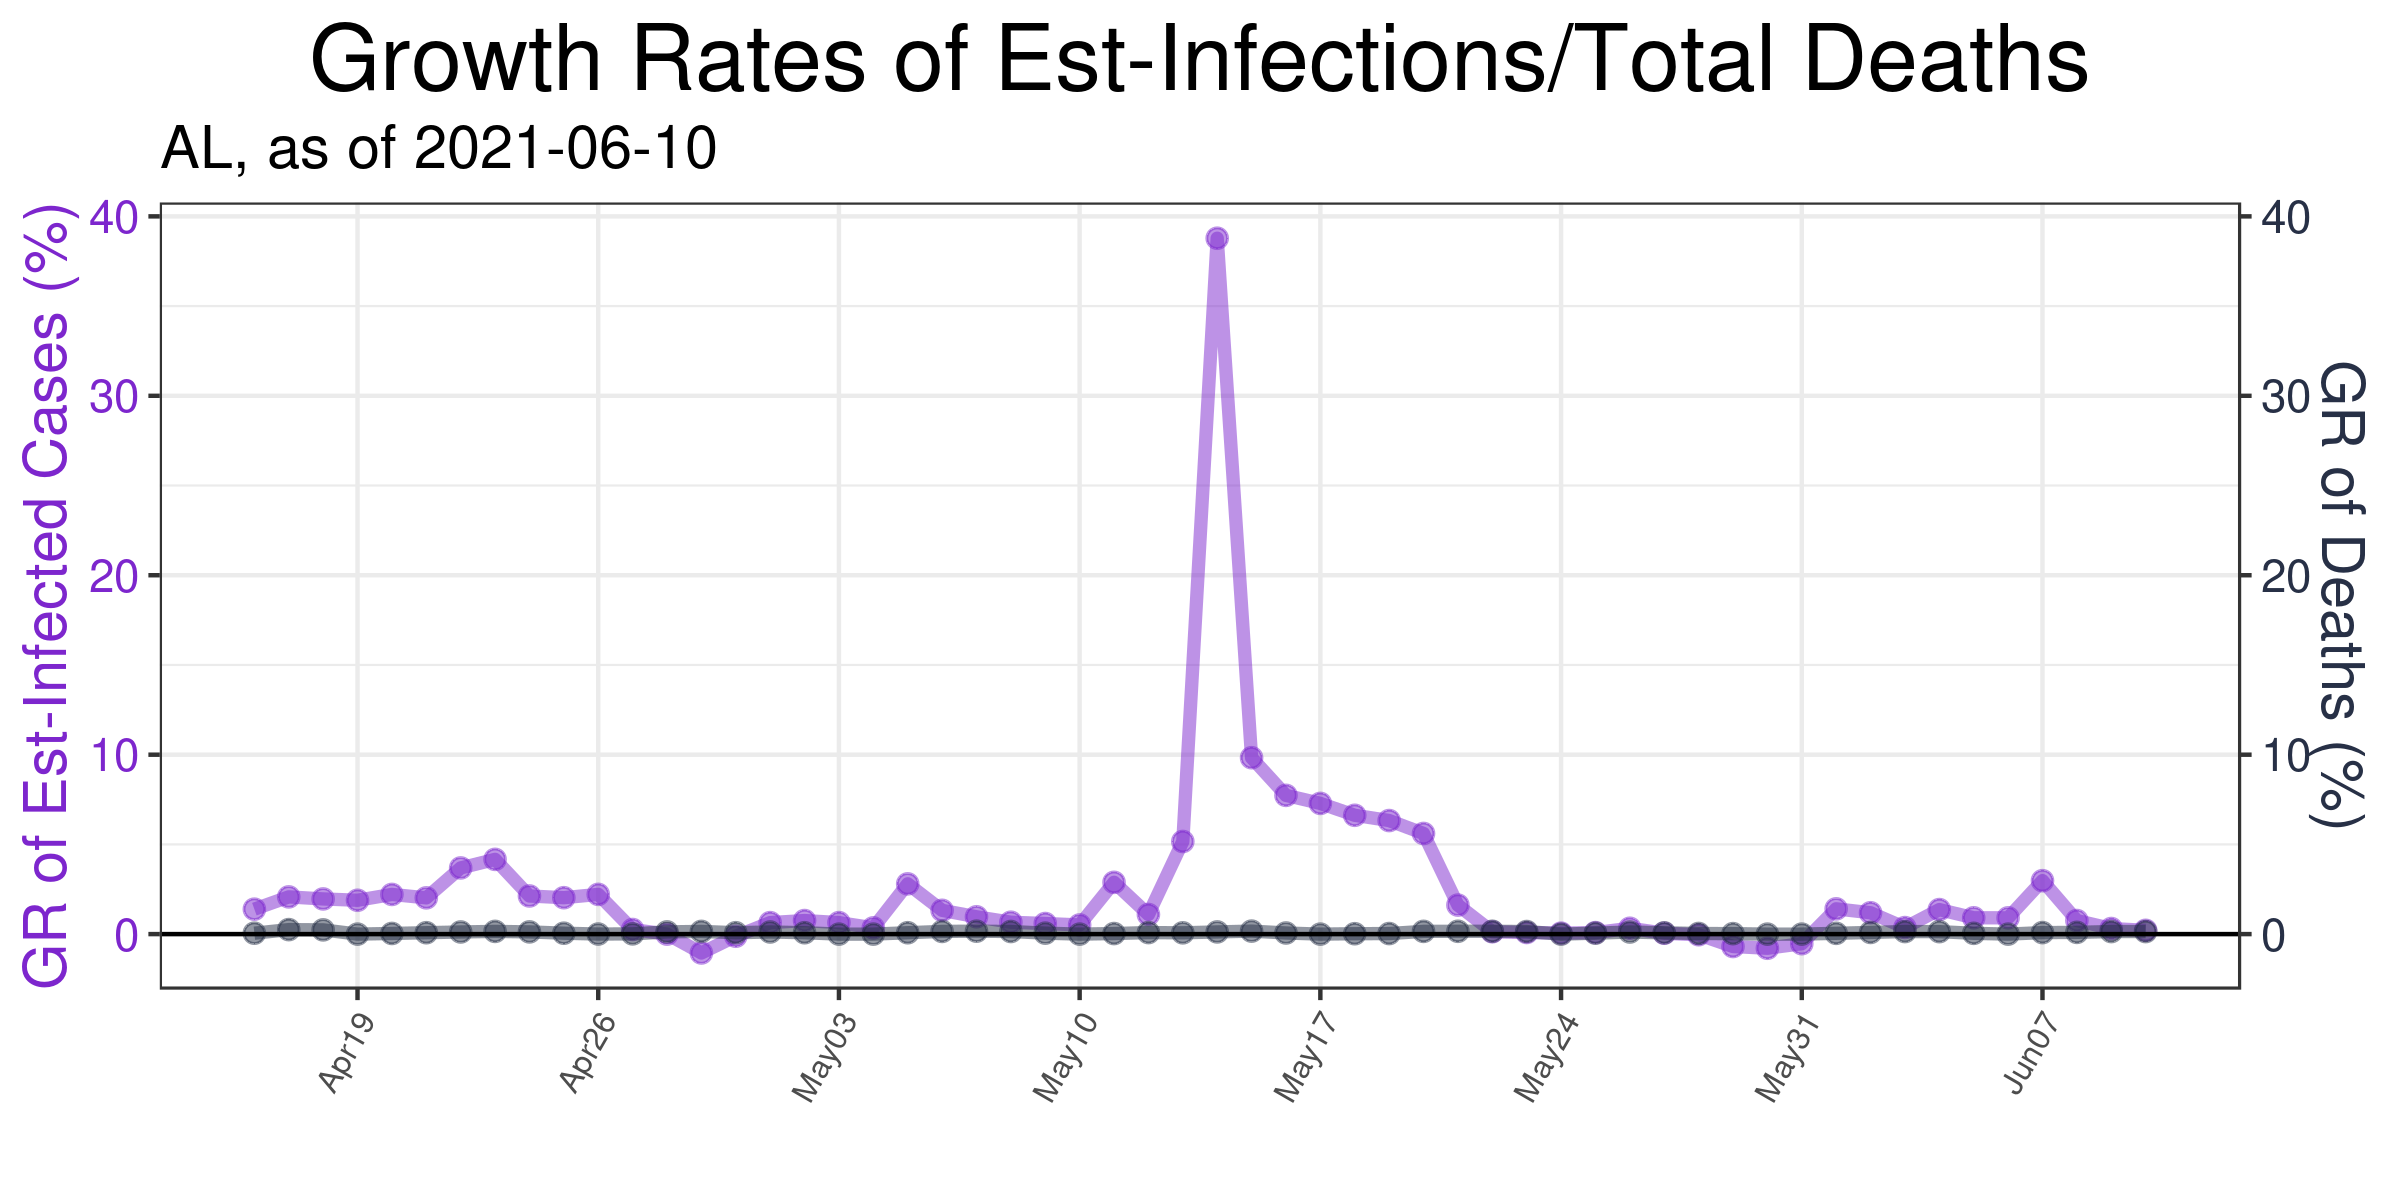 Growth Rates of Est-Infections/Total Deaths
AL, as of 2021-06-10
GR of Est-Infected Cases (%)
40
30
20
10
0
40
30
20
10
0
GR of Deaths (%)
Apr19
Apr26
May03
May10
May17
May24
May31
Jun07